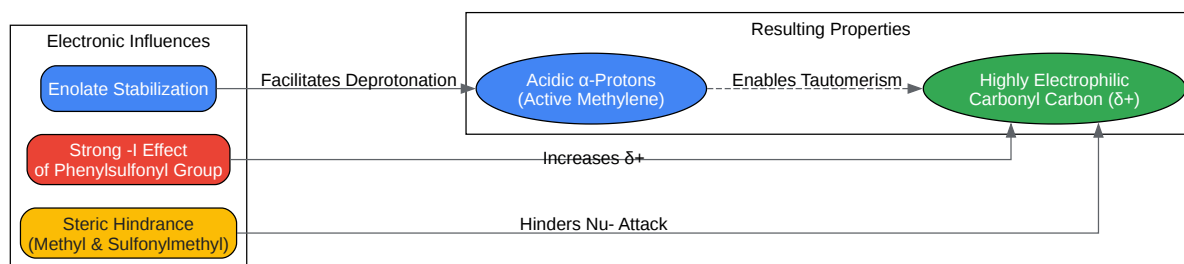 Electronic Influences
Resulting Properties
Enolate Stabilization
Facilitates Deprotonation
Acidic α-Protons
(Active Methylene)
Enables Tautomerism
Highly Electrophilic
Carbonyl Carbon (δ+)
Strong -I Effect
of Phenylsulfonyl Group
Increases δ+
Steric Hindrance
(Methyl & Sulfonylmethyl)
Hinders Nu- Attack